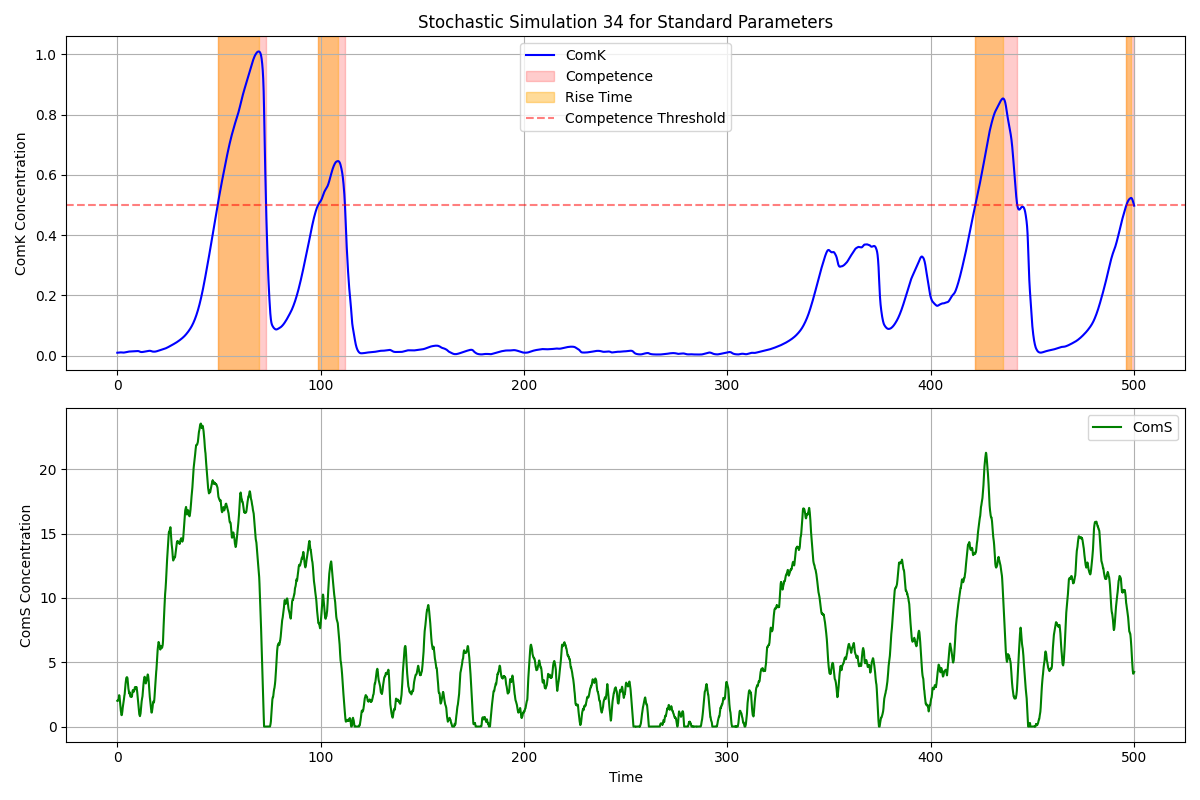 Stochastic Simulation 34 for Standard Parameters
ComK Concentration
1.0
0.8
0.6
0.4
0.2
0.0
ComK
Competence
Rise Time
Competence Threshold
0 100 200 300 400 500
ComS Concentration
20
15
10
5
0
ComS
0 100 200 300 400 500
Time